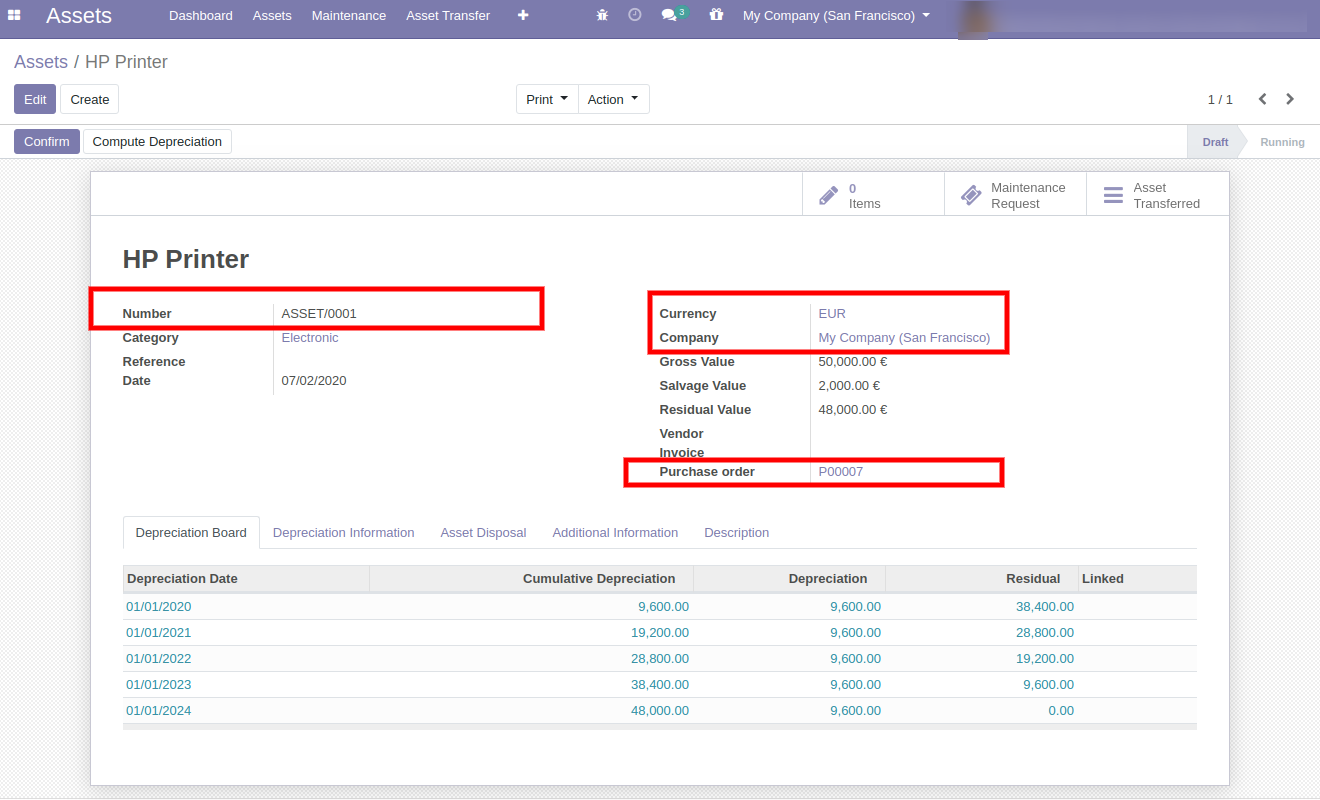 Assets Dashboard Assets Maintenance Asset Transfer 3 My Company (San Francisco)
Assets / HP Printer
Edit Create Print Action 1 / 1
Confirm Compute Depreciation Draft Running
0 Items Maintenance Request Asset Transferred
HP Printer
Number ASSET/0001
Category Electronic
Reference
Date 07/02/2020
Currency EUR
Company My Company (San Francisco)
Gross Value 50,000.00 €
Salvage Value 2,000.00 €
Residual Value 48,000.00 €
Vendor
Invoice
Purchase order P00007
Depreciation Board Depreciation Information Asset Disposal Additional Information Description
Depreciation Date Cumulative Depreciation Depreciation Residual Linked
01/01/2020 9,600.00 9,600.00 38,400.00
01/01/2021 19,200.00 9,600.00 28,800.00
01/01/2022 28,800.00 9,600.00 19,200.00
01/01/2023 38,400.00 9,600.00 9,600.00
01/01/2024 48,000.00 9,600.00 0.00